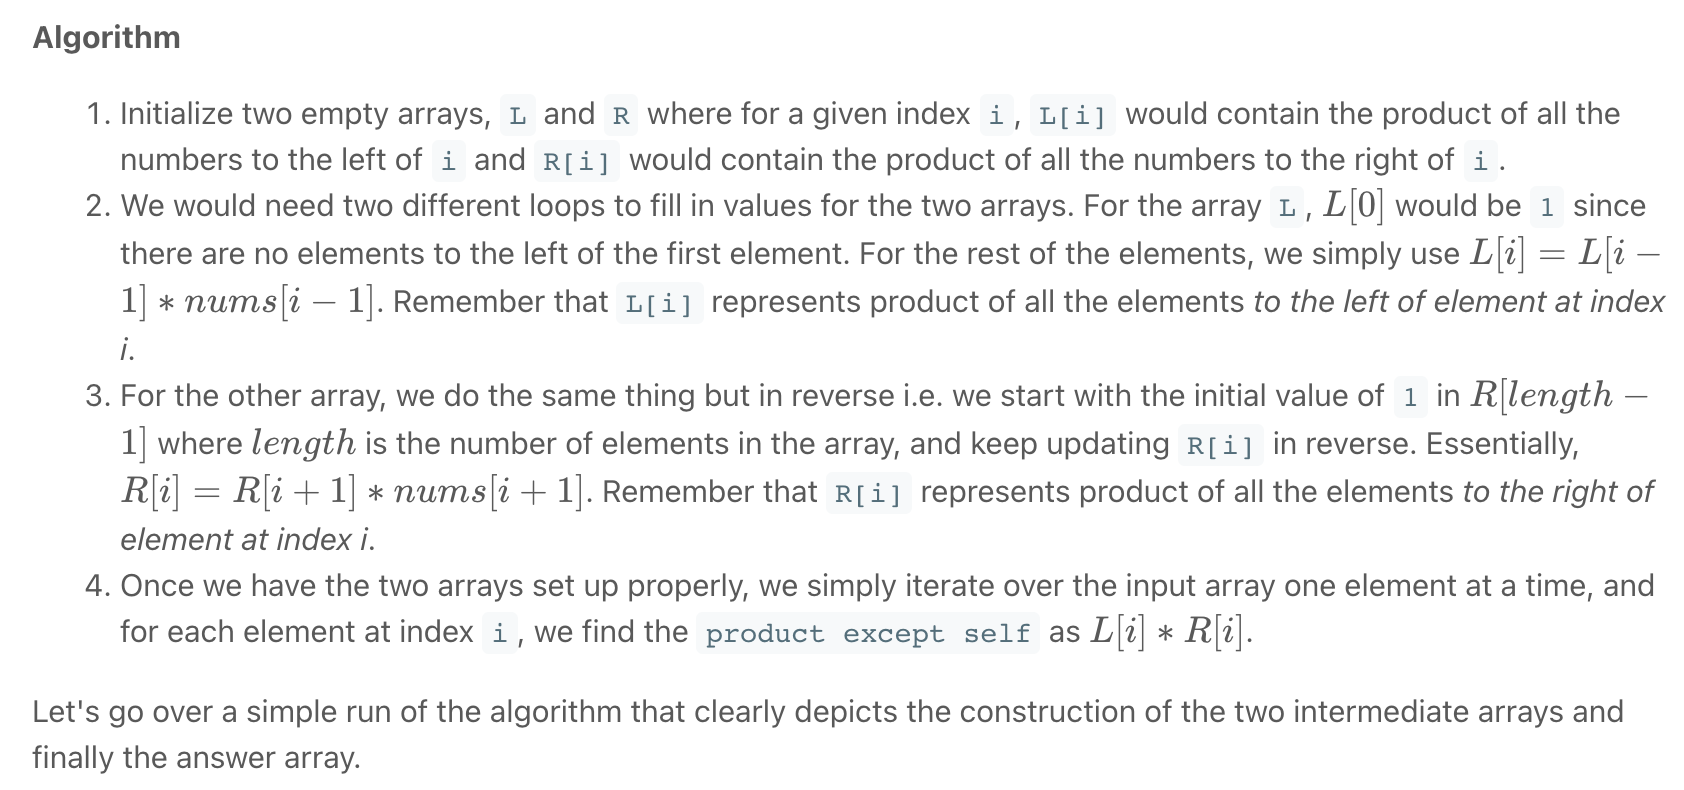 Algorithm
1. Initialize two empty arrays, L and R where for a given index i , L[i] would contain the product of all the
numbers to the left of i and R[i] would contain the product of all the numbers to the right of i .
2. We would need two different loops to fill in values for the two arrays. For the array L , L[0] would be 1 since
there are no elements to the left of the first element. For the rest of the elements, we simply use L[i] = L[i −
1] ∗ nums[i − 1]. Remember that L[i] represents product of all the elements to the left of element at index
i.
3. For the other array, we do the same thing but in reverse i.e. we start with the initial value of 1 in R[length −
1] where length is the number of elements in the array, and keep updating R[i] in reverse. Essentially,
R[i] = R[i + 1] ∗ nums[i + 1]. Remember that R[i] represents product of all the elements to the right of
element at index i.
4. Once we have the two arrays set up properly, we simply iterate over the input array one element at a time, and
for each element at index i , we find the product except self as L[i] ∗ R[i].
Let's go over a simple run of the algorithm that clearly depicts the construction of the two intermediate arrays and
finally the answer array.